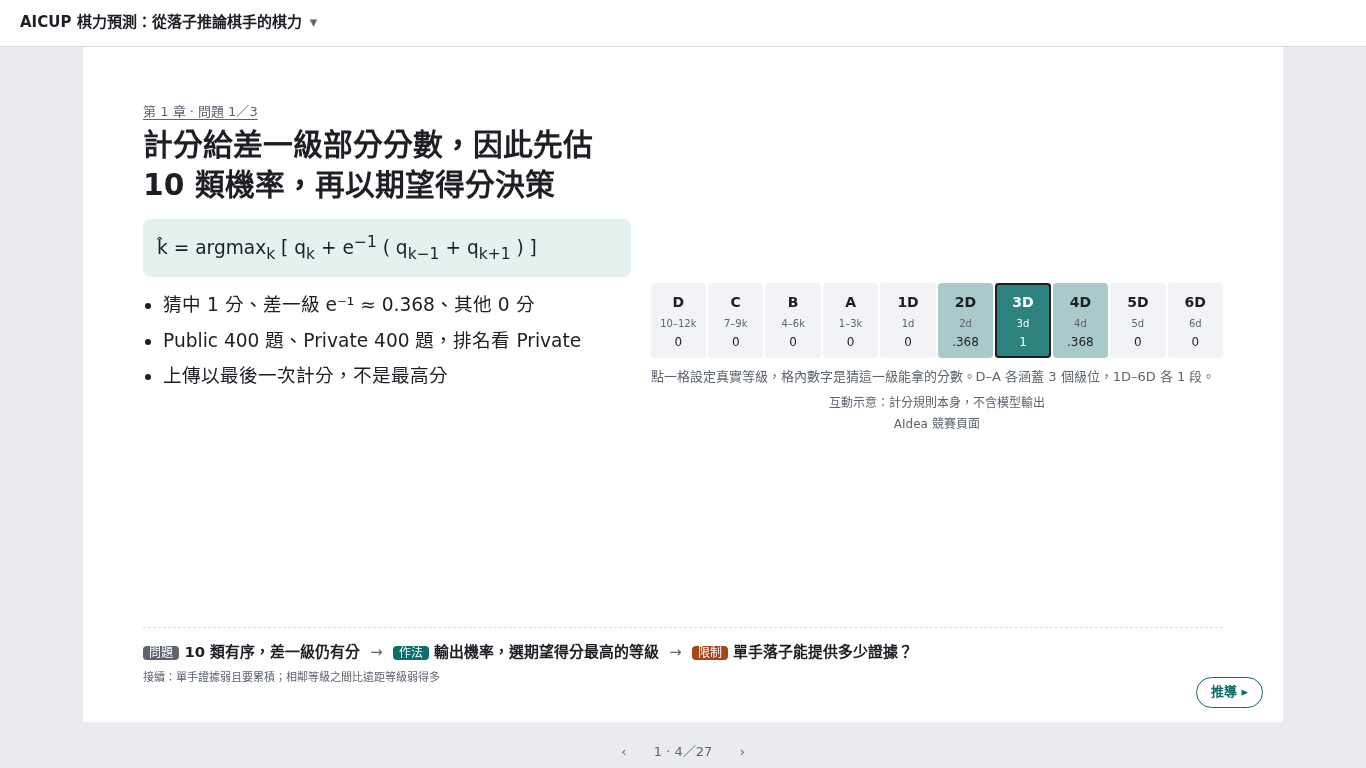 AICUP 棋力預測：從落子推論棋手的棋力 ▾
第 1 章 · 問題 1／3
計分給差一級部分分數，因此先估
10 類機率，再以期望得分決策
k̂ = argmaxₖ [ qₖ + e⁻¹ ( qₖ₋₁ + qₖ₊₁ ) ]
• 猜中 1 分、差一級 e⁻¹ ≈ 0.368、其他 0 分
• Public 400 題、Private 400 題，排名看 Private
• 上傳以最後一次計分，不是最高分
D C B A 1D 2D 3D 4D 5D 6D
10–12k 7–9k 4–6k 1–3k 1d 2d 3d 4d 5d 6d
0 0 0 0 0 .368 1 .368 0 0
點一格設定真實等級，格內數字是猜這一級能拿的分數。D–A 各涵蓋 3 個級位，1D–6D 各 1 段。
互動示意：計分規則本身，不含模型輸出
AIdea 競賽頁面
問題 10 類有序，差一級仍有分 → 作法 輸出機率，選期望得分最高的等級 → 限制 單手落子能提供多少證據？
接續：單手證據弱且要累積；相鄰等級之間比遠距等級弱得多
推導 ▸
‹ 1 · 4／27 ›